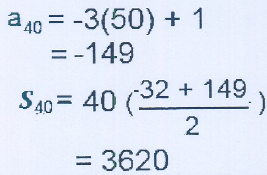 a₄₀ = -3(50) + 1
= -149
S₄₀ = 40 (-32 + 149 / 2)
= 3620